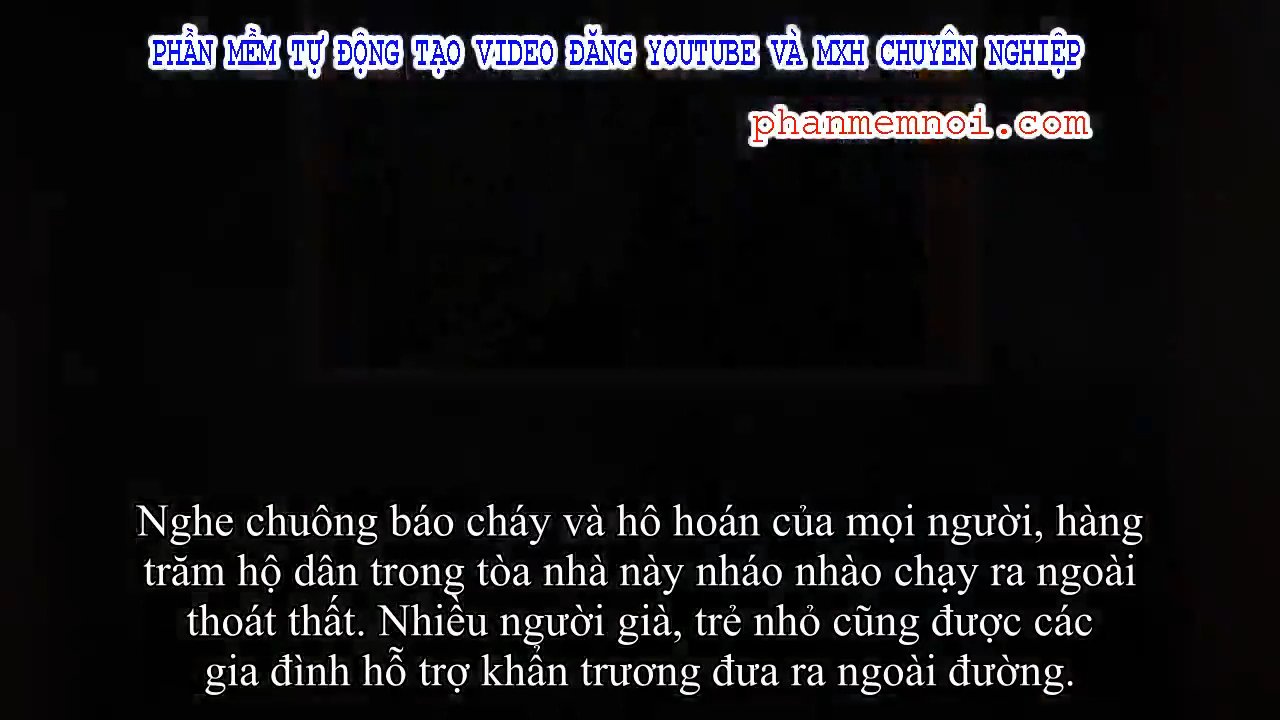 PHẦN MỀM TỰ ĐỘNG TẠO VIDEO ĐĂNG YOUTUBE VÀ MXH CHUYÊN NGHIỆP
phanmemnoi.com
Nghe chuông báo cháy và hô hoán của mọi người, hàng
trăm hộ dân trong tòa nhà này nháo nhào chạy ra ngoài
thoát thất. Nhiều người già, trẻ nhỏ cũng được các
gia đình hỗ trợ khẩn trương đưa ra ngoài đường.